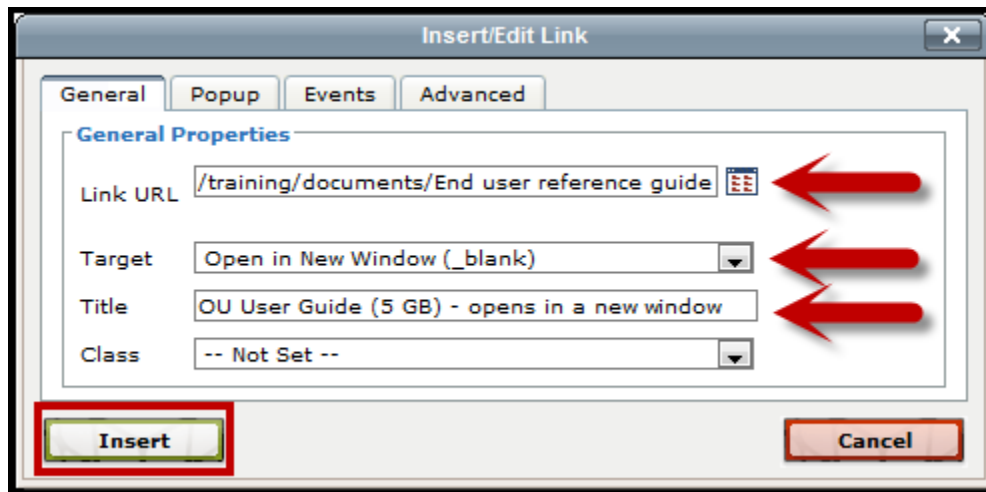 Insert/Edit Link
General Popup Events Advanced
General Properties
Link URL /training/documents/End user reference guide
Target Open in New Window (_blank)
Title OU User Guide (5 GB) - opens in a new window
Class -- Not Set --
Insert Cancel